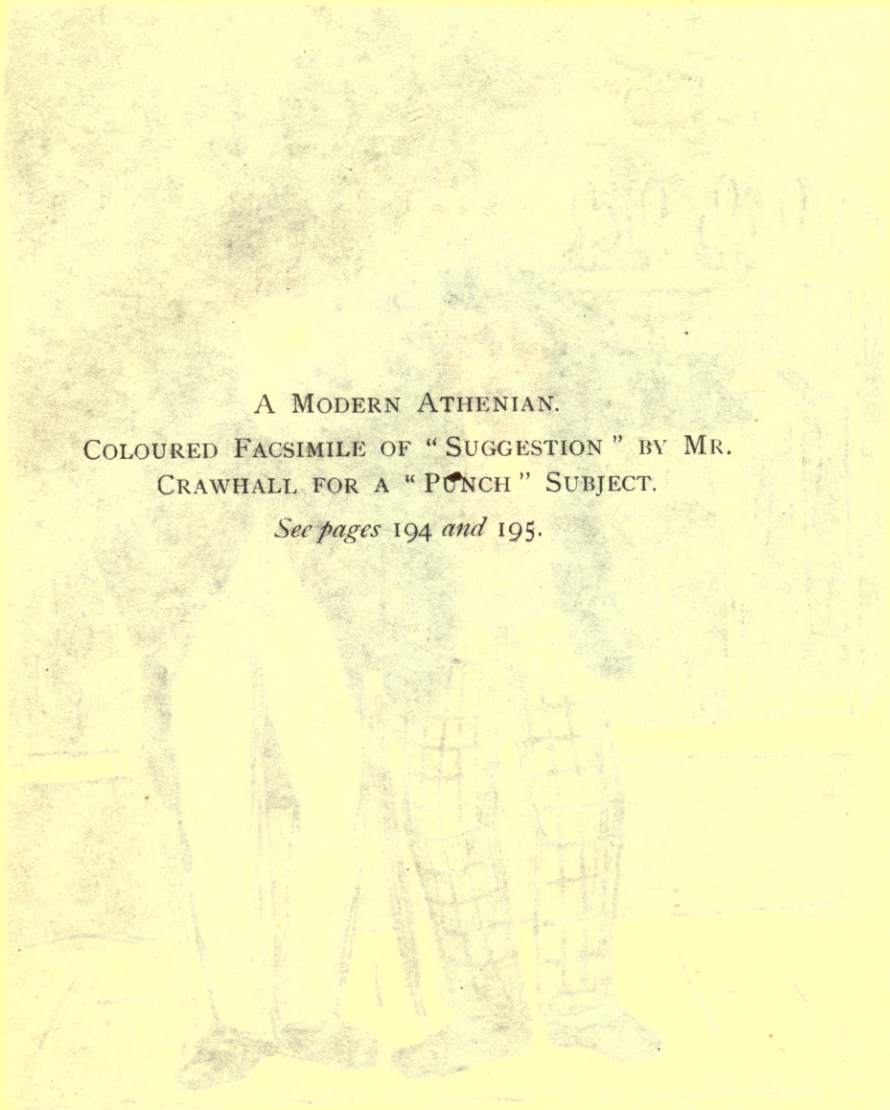 A MODERN ATHENIAN.
COLOURED FACSIMILE OF “ SUGGESTION ” BY MR.
CRAWHALL FOR A “ PUNCH ” SUBJECT.
See pages 194 and 195.